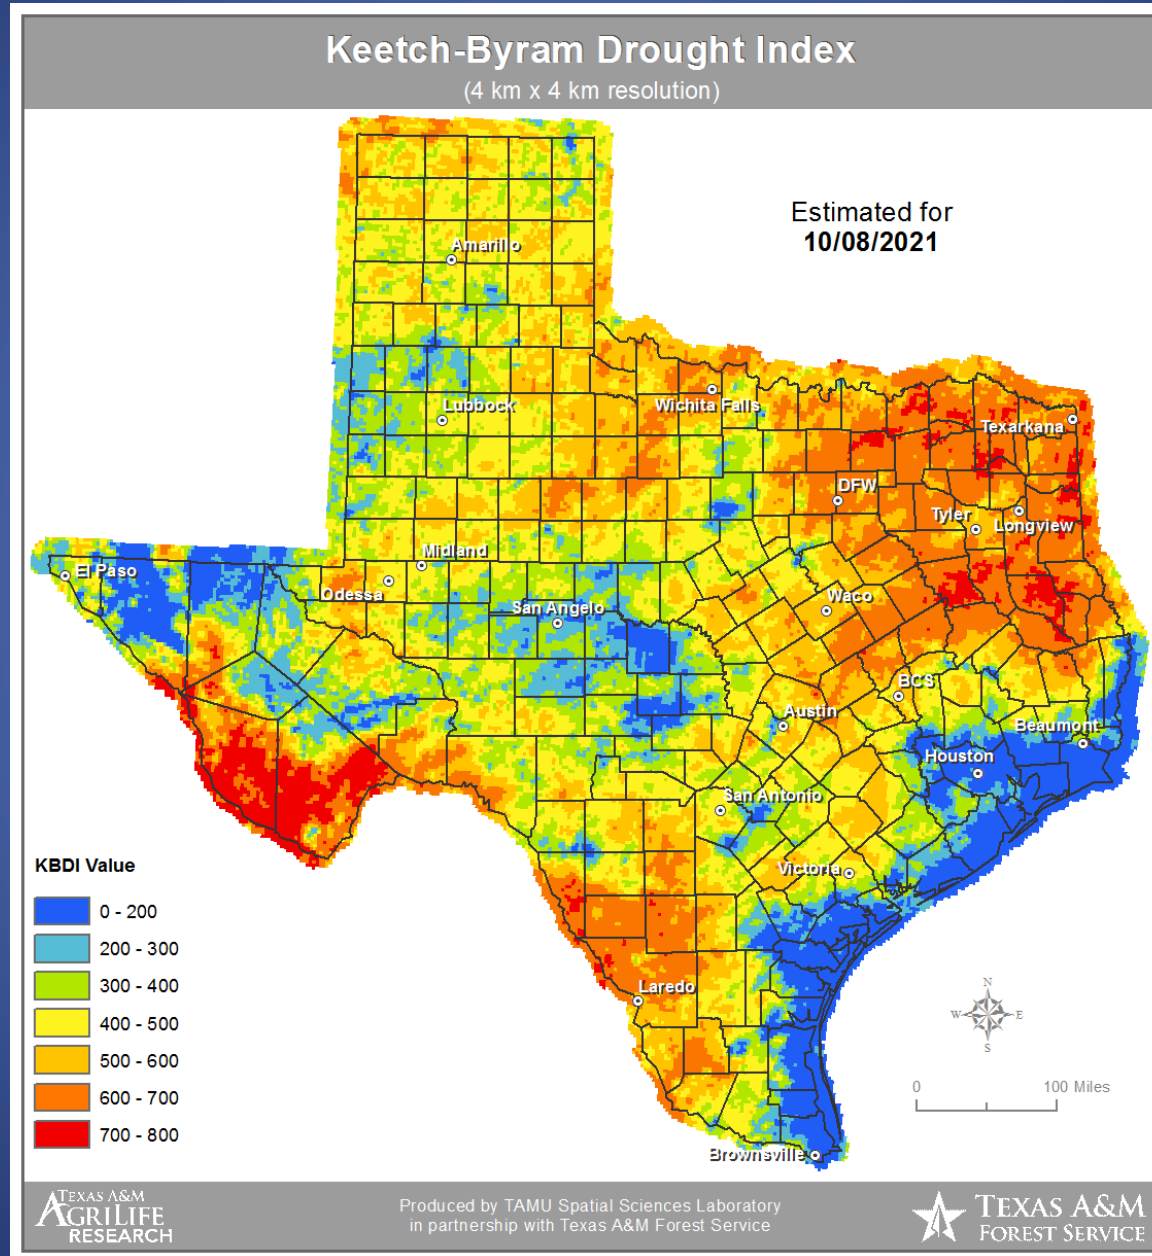 Keetch-Byram Drought Index
(4 km x 4 km resolution)
Estimated for
10/08/2021
Amarillo
Lubbock
Wichita Falls
Texarkana
DFW
Tyler
Longview
Midland
El Paso
Odessa
San Angelo
Waco
BCS
Austin
Beaumont
Houston
San Antonio
Victoria
Laredo
Brownsville
KBDI Value
0 - 200
200 - 300
300 - 400
400 - 500
500 - 600
600 - 700
700 - 800
N
W E
S
0 100 Miles
TEXAS A&M
AGRILIFE
RESEARCH
Produced by TAMU Spatial Sciences Laboratory
in partnership with Texas A&M Forest Service
TEXAS A&M
FOREST SERVICE